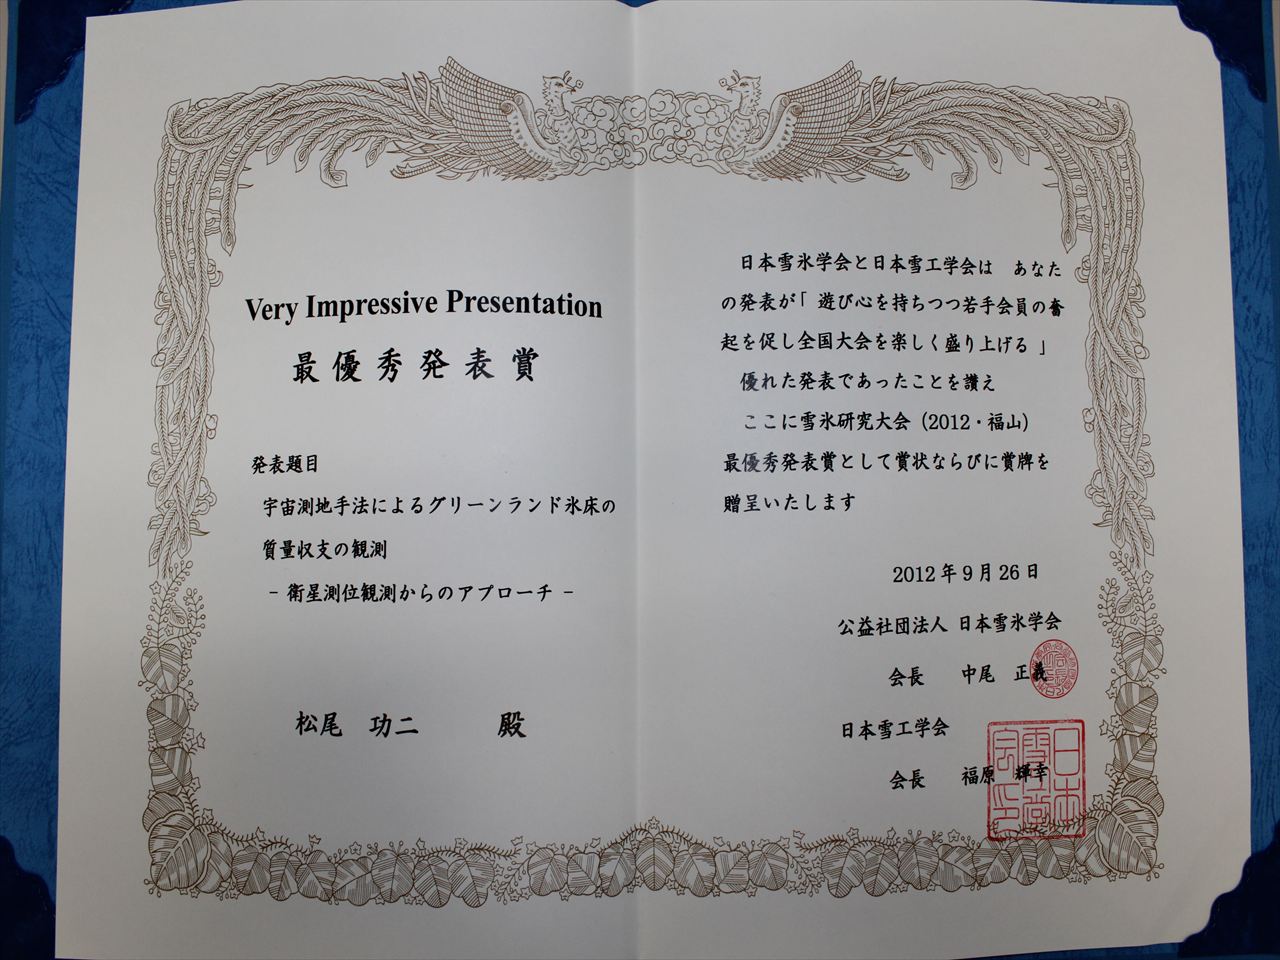 Very Impressive Presentation
最優秀発表賞
発表題目
宇宙測地手法によるグリーンランド氷床の
質量収支の観測
- 衛星測位観測からのアプローチ -
松尾 功二 殿
日本雪氷学会と日本雪工学会は あなた
の発表が「遊び心を持ちつつ若手会員の奮
起を促し全国大会を楽しく盛り上げる」
優れた発表であったことを讃え
ここに雪氷研究大会(2012・福山)
最優秀発表賞として賞状ならびに賞牌を
贈呈いたします
2012年9月26日
公益社団法人 日本雪氷学会
会長 中尾 正義
日本雪工学会
会長 福原 輝幸